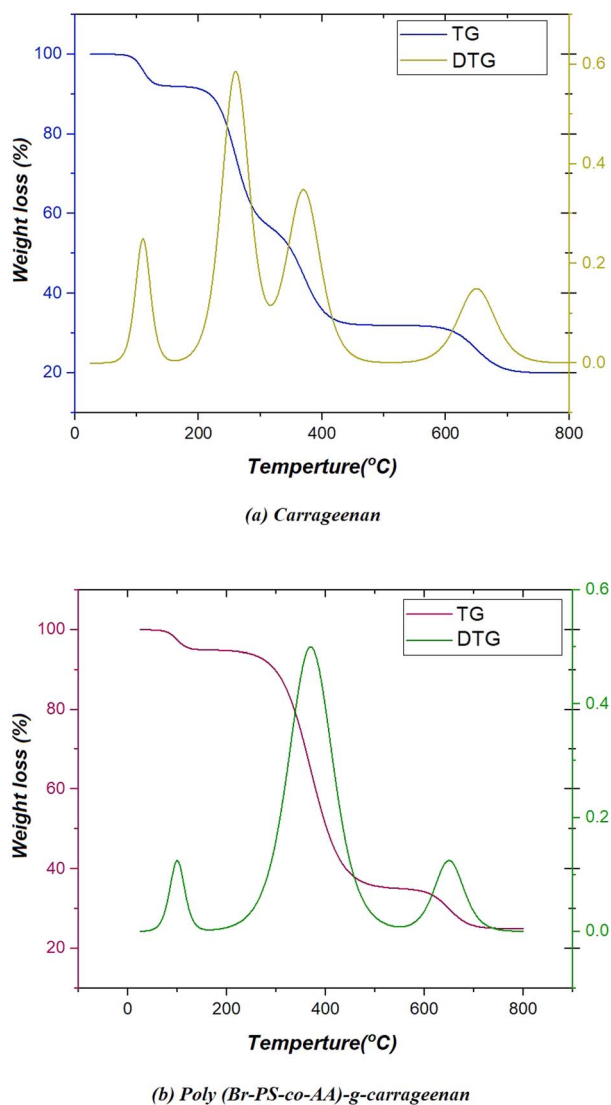 TG
DTG
100
80
60
40
20
0.6
0.4
0.2
0.0
Weight loss (%)
0 200 400 600 800
Temperture(°C)
(a) Carrageenan
TG
DTG
100
80
60
40
20
0.6
0.4
0.2
0.0
Weight loss (%)
0 200 400 600 800
Temperture(°C)
(b) Poly (Br-PS-co-AA)-g-carrageenan